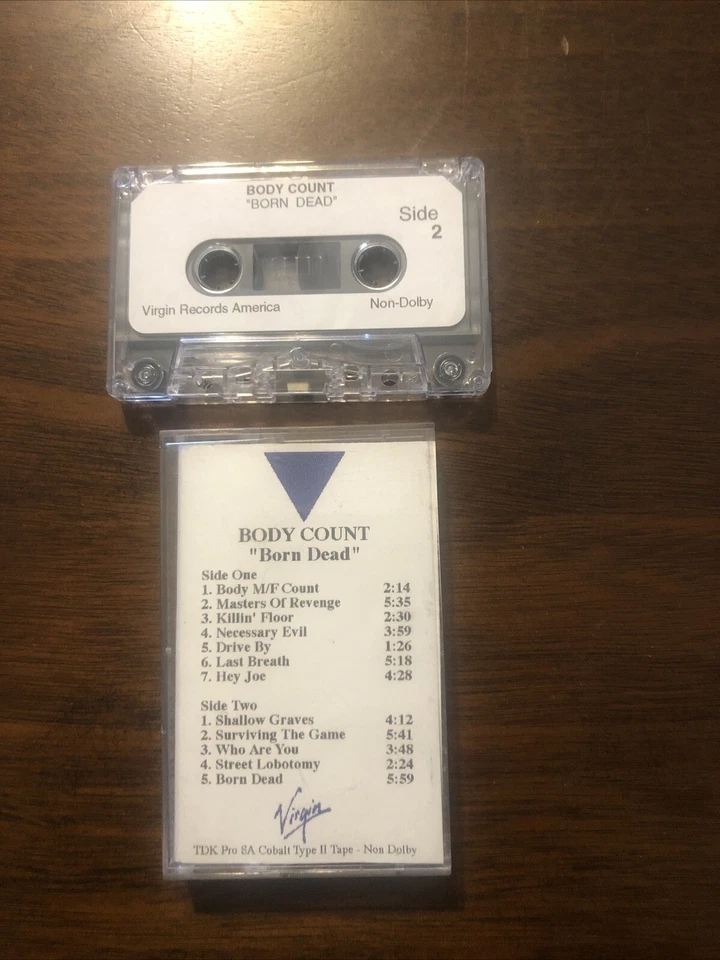 BODY COUNT
"BORN DEAD"
Side
2
Virgin Records America Non-Dolby
BODY COUNT
"Born Dead"
Side One
1. Body M/F Count 2:14
2. Masters Of Revenge 5:35
3. Killin' Floor 2:30
4. Necessary Evil 3:59
5. Drive By 1:26
6. Last Breath 5:18
7. Hey Joe 4:28
Side Two
1. Shallow Graves 4:12
2. Surviving The Game 5:41
3. Who Are You 3:48
4. Street Lobotomy 2:24
5. Born Dead 5:59
Virgin
TDK Pro SA Cobalt Type II Tape - Non Dolby